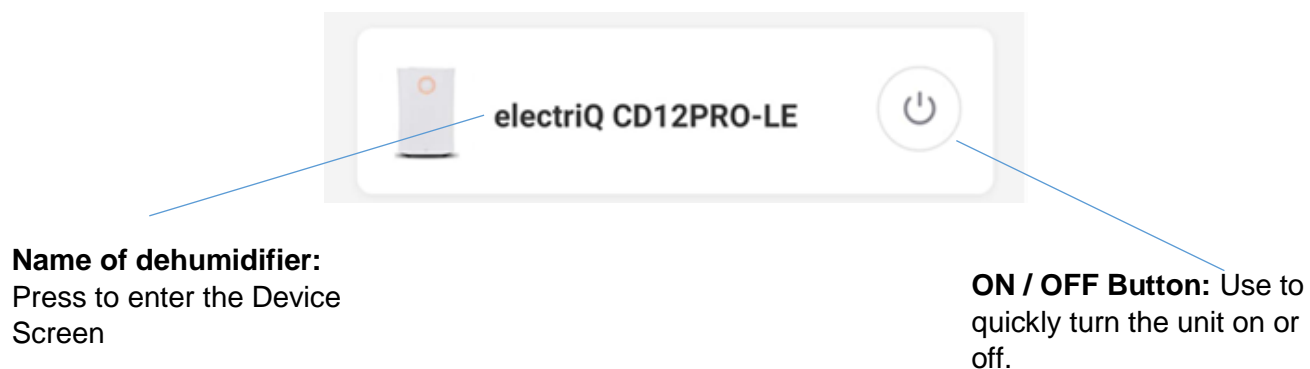 electriQ CD12PRO-LE
Name of dehumidifier:
Press to enter the Device
Screen
ON / OFF Button: Use to
quickly turn the unit on or
off.